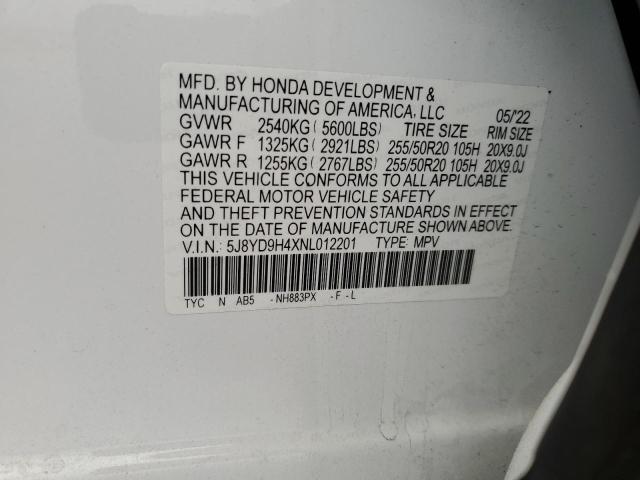 MFD. BY HONDA DEVELOPMENT &
MANUFACTURING OF AMERICA, LLC 05/'22
GVWR 2540KG ( 5600LBS) TIRE SIZE RIM SIZE
GAWR F 1325KG ( 2921LBS) 255/50R20 105H 20X9.0J
GAWR R 1255KG ( 2767LBS) 255/50R20 105H 20X9.0J
THIS VEHICLE CONFORMS TO ALL APPLICABLE
FEDERAL MOTOR VEHICLE SAFETY
AND THEFT PREVENTION STANDARDS IN EFFECT
ON THE DATE OF MANUFACTURE SHOWN ABOVE.
V.I.N.: 5J8YD9H4XNL012201 TYPE: MPV
TYC N AB5 -NH883PX -F-L